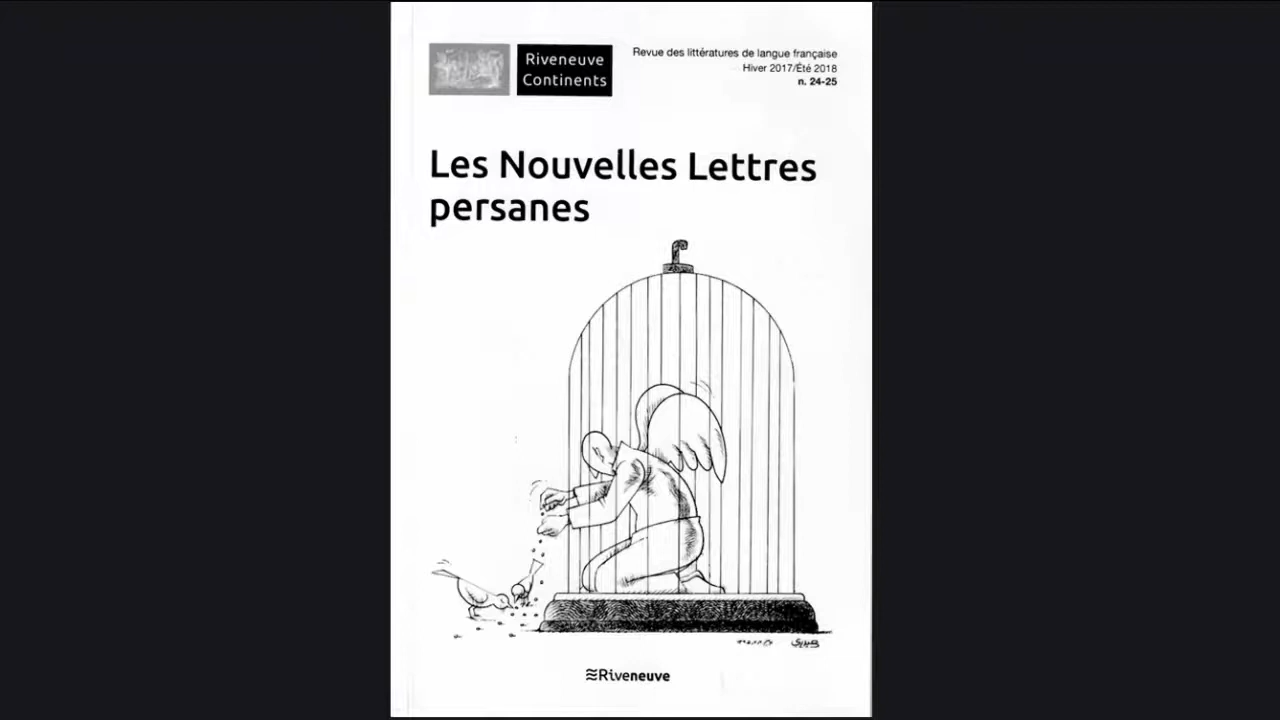 Riveneuve
Continents
Revue des littératures de langue française
Hiver 2017/Été 2018
n. 24-25
Les Nouvelles Lettres
persanes
Riveneuve